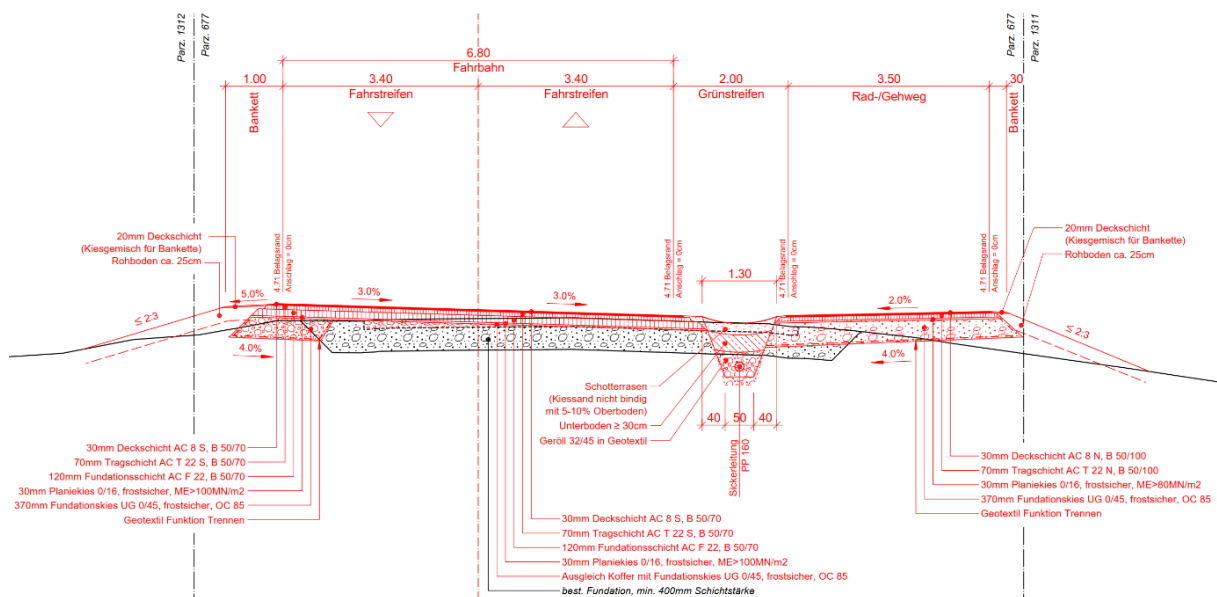 Parz. 1312
Parz. 677
Parz. 677
Parz. 1311
6.80
Fahrbahn
1.00
3.40
3.40
2.00
3.50
30
Bankett
Fahrstreifen
Fahrstreifen
Grünstreifen
Rad-/Gehweg
Bankett
20mm Deckschicht
(Kiesgemisch für Bankette)
Rohboden ca. 25cm
4.71 Belagsrand
Anschlag = 0cm
4.71 Belagsrand
Anschlag = 0cm
4.71 Belagsrand
Anschlag = 0cm
4.71 Belagsrand
Anschlag = 0cm
20mm Deckschicht
(Kiesgemisch für Bankette)
Rohboden ca. 25cm
1.30
5.0%
3.0%
3.0%
2.0%
≤ 2:3
≤ 2:3
4.0%
4.0%
Schotterrasen
(Kiessand nicht bindig
mit 5-10% Oberboden)
Unterboden ≥ 30cm
Geröll 32/45 in Geotextil
40
50
40
Sickerleitung
PP 160
30mm Deckschicht AC 8 S, B 50/70
70mm Tragschicht AC T 22 S, B 50/70
120mm Fundationsschicht AC F 22, B 50/70
30mm Planiekies 0/16, frostsicher, ME>100MN/m2
370mm Fundationskies UG 0/45, frostsicher, OC 85
Geotextil Funktion Trennen
30mm Deckschicht AC 8 S, B 50/70
70mm Tragschicht AC T 22 S, B 50/70
120mm Fundationsschicht AC F 22, B 50/70
30mm Planiekies 0/16, frostsicher, ME>100MN/m2
Ausgleich Koffer mit Fundationskies UG 0/45, frostsicher, OC 85
best. Fundation, min. 400mm Schichtstärke
30mm Deckschicht AC 8 N, B 50/100
70mm Tragschicht AC T 22 N, B 50/100
30mm Planiekies 0/16, frostsicher, ME>80MN/m2
370mm Fundationskies UG 0/45, frostsicher, OC 85
Geotextil Funktion Trennen